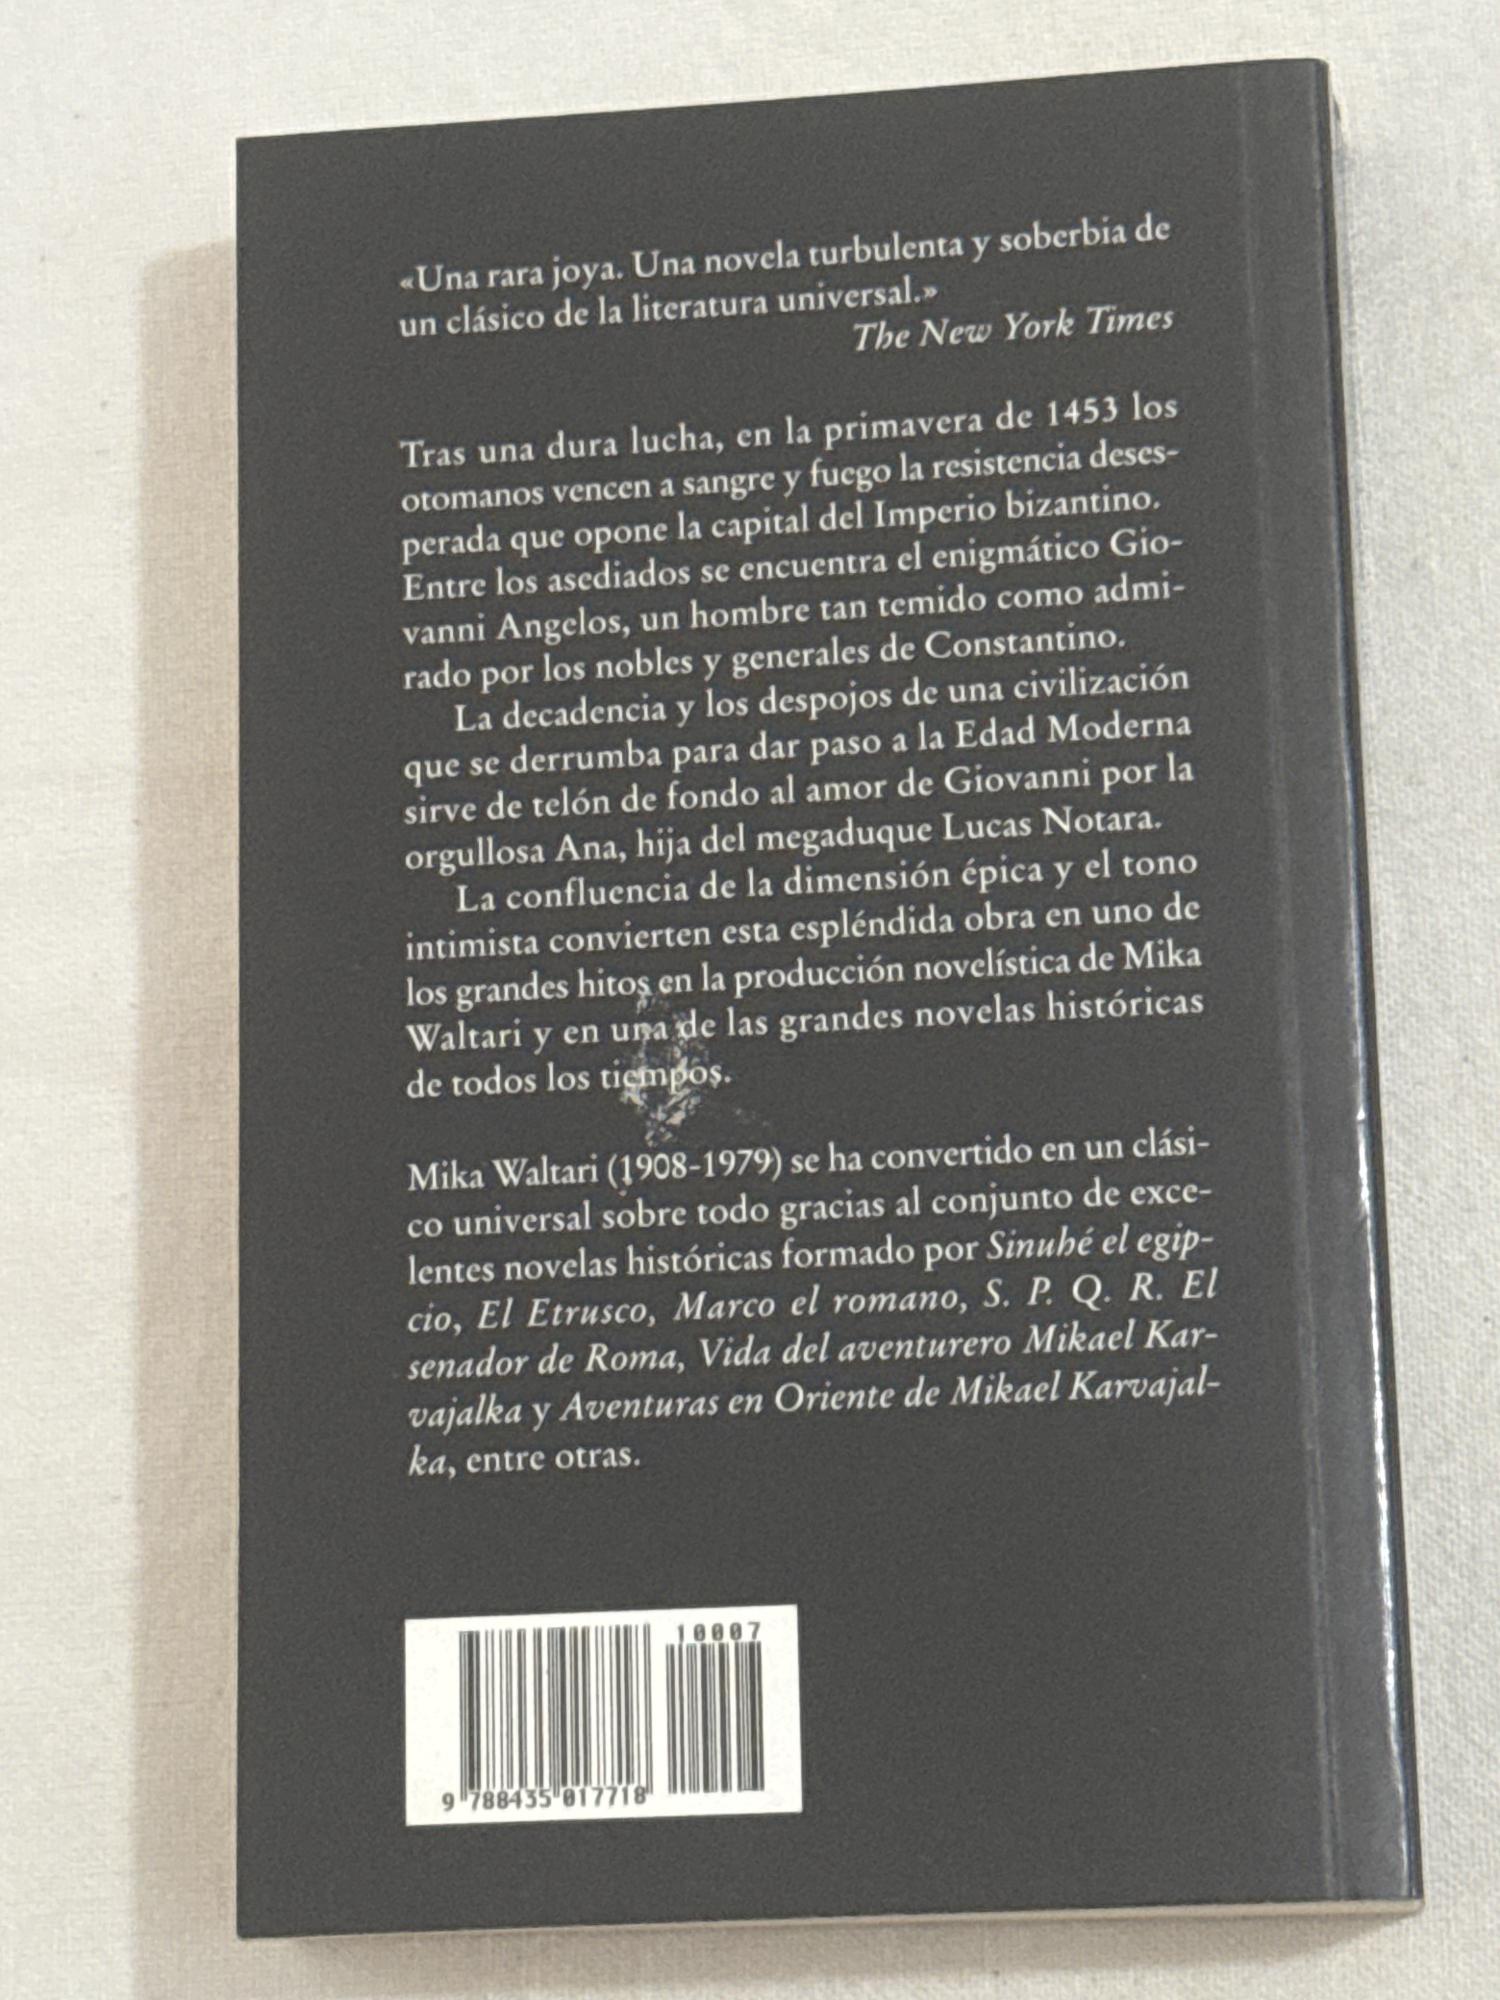 «Una rara joya. Una novela turbulenta y soberbia de
un clásico de la literatura universal.»
The New York Times
Tras una dura lucha, en la primavera de 1453 los
otomanos vencen a sangre y fuego la resistencia deses-
perada que opone la capital del Imperio bizantino.
Entre los asediados se encuentra el enigmático Gio-
vanni Angelos, un hombre tan temido como admi-
rado por los nobles y generales de Constantino.
La decadencia y los despojos de una civilización
que se derrumba para dar paso a la Edad Moderna
sirve de telón de fondo al amor de Giovanni por la
orgullosa Ana, hija del megaduque Lucas Notara.
La confluencia de la dimensión épica y el tono
intimista convierten esta espléndida obra en uno de
los grandes hitos en la producción novelística de Mika
Waltari y en una de las grandes novelas históricas
de todos los tiempos.
Mika Waltari (1908-1979) se ha convertido en un clási-
co universal sobre todo gracias al conjunto de exce-
lentes novelas históricas formado por Sinuhé el egip-
cio, El Etrusco, Marco el romano, S. P. Q. R. El
senador de Roma, Vida del aventurero Mikael Kar-
vajalka y Aventuras en Oriente de Mikael Karvajal-
ka, entre otras.
10007
9 788435 017718